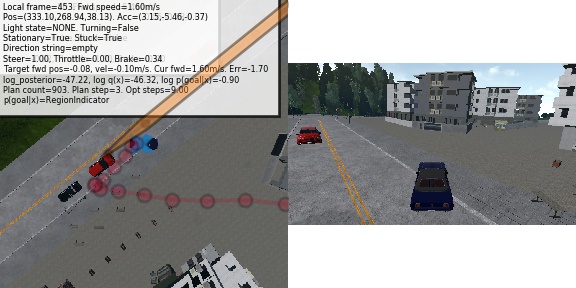 Local frame=453. Fwd speed=1.60m/s
Pos=(333.10,268.94,38.13). Acc=(3.15,-5.46,-0.37)
Light state=NONE. Turning=False
Stationary=True. Stuck=True
Direction string=empty
Steer=1.00, Throttle=0.00, Brake=0.34
Target fwd pos=-0.08, vel=-0.10m/s. Cur fwd=1.60m/s. Err=-1.70
log_posterior=-47.22, log q(x)=-46.32, log p(goal|x)=-0.90
Plan count=903. Plan step=3. Opt steps=9.00
p(goal|x)=RegionIndicator